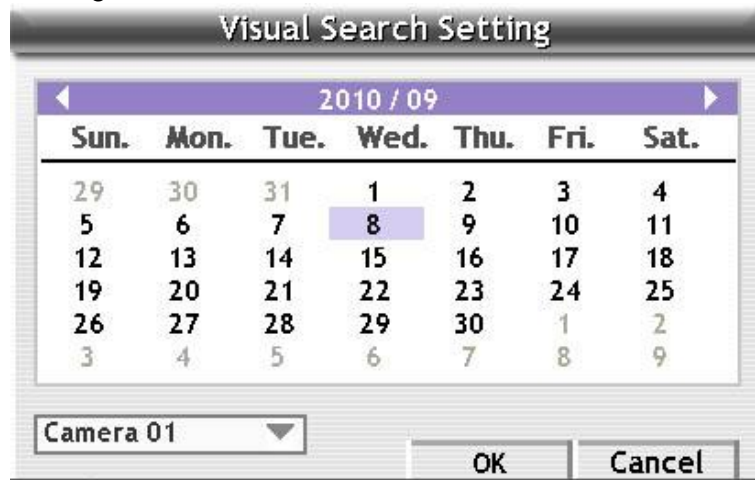 Visual Search Setting
2010 / 09
Sun. Mon. Tue. Wed. Thu. Fri. Sat.
29 30 31 1 2 3 4
5 6 7 8 9 10 11
12 13 14 15 16 17 18
19 20 21 22 23 24 25
26 27 28 29 30 1 2
3 4 5 6 7 8 9
Camera 01
OK Cancel